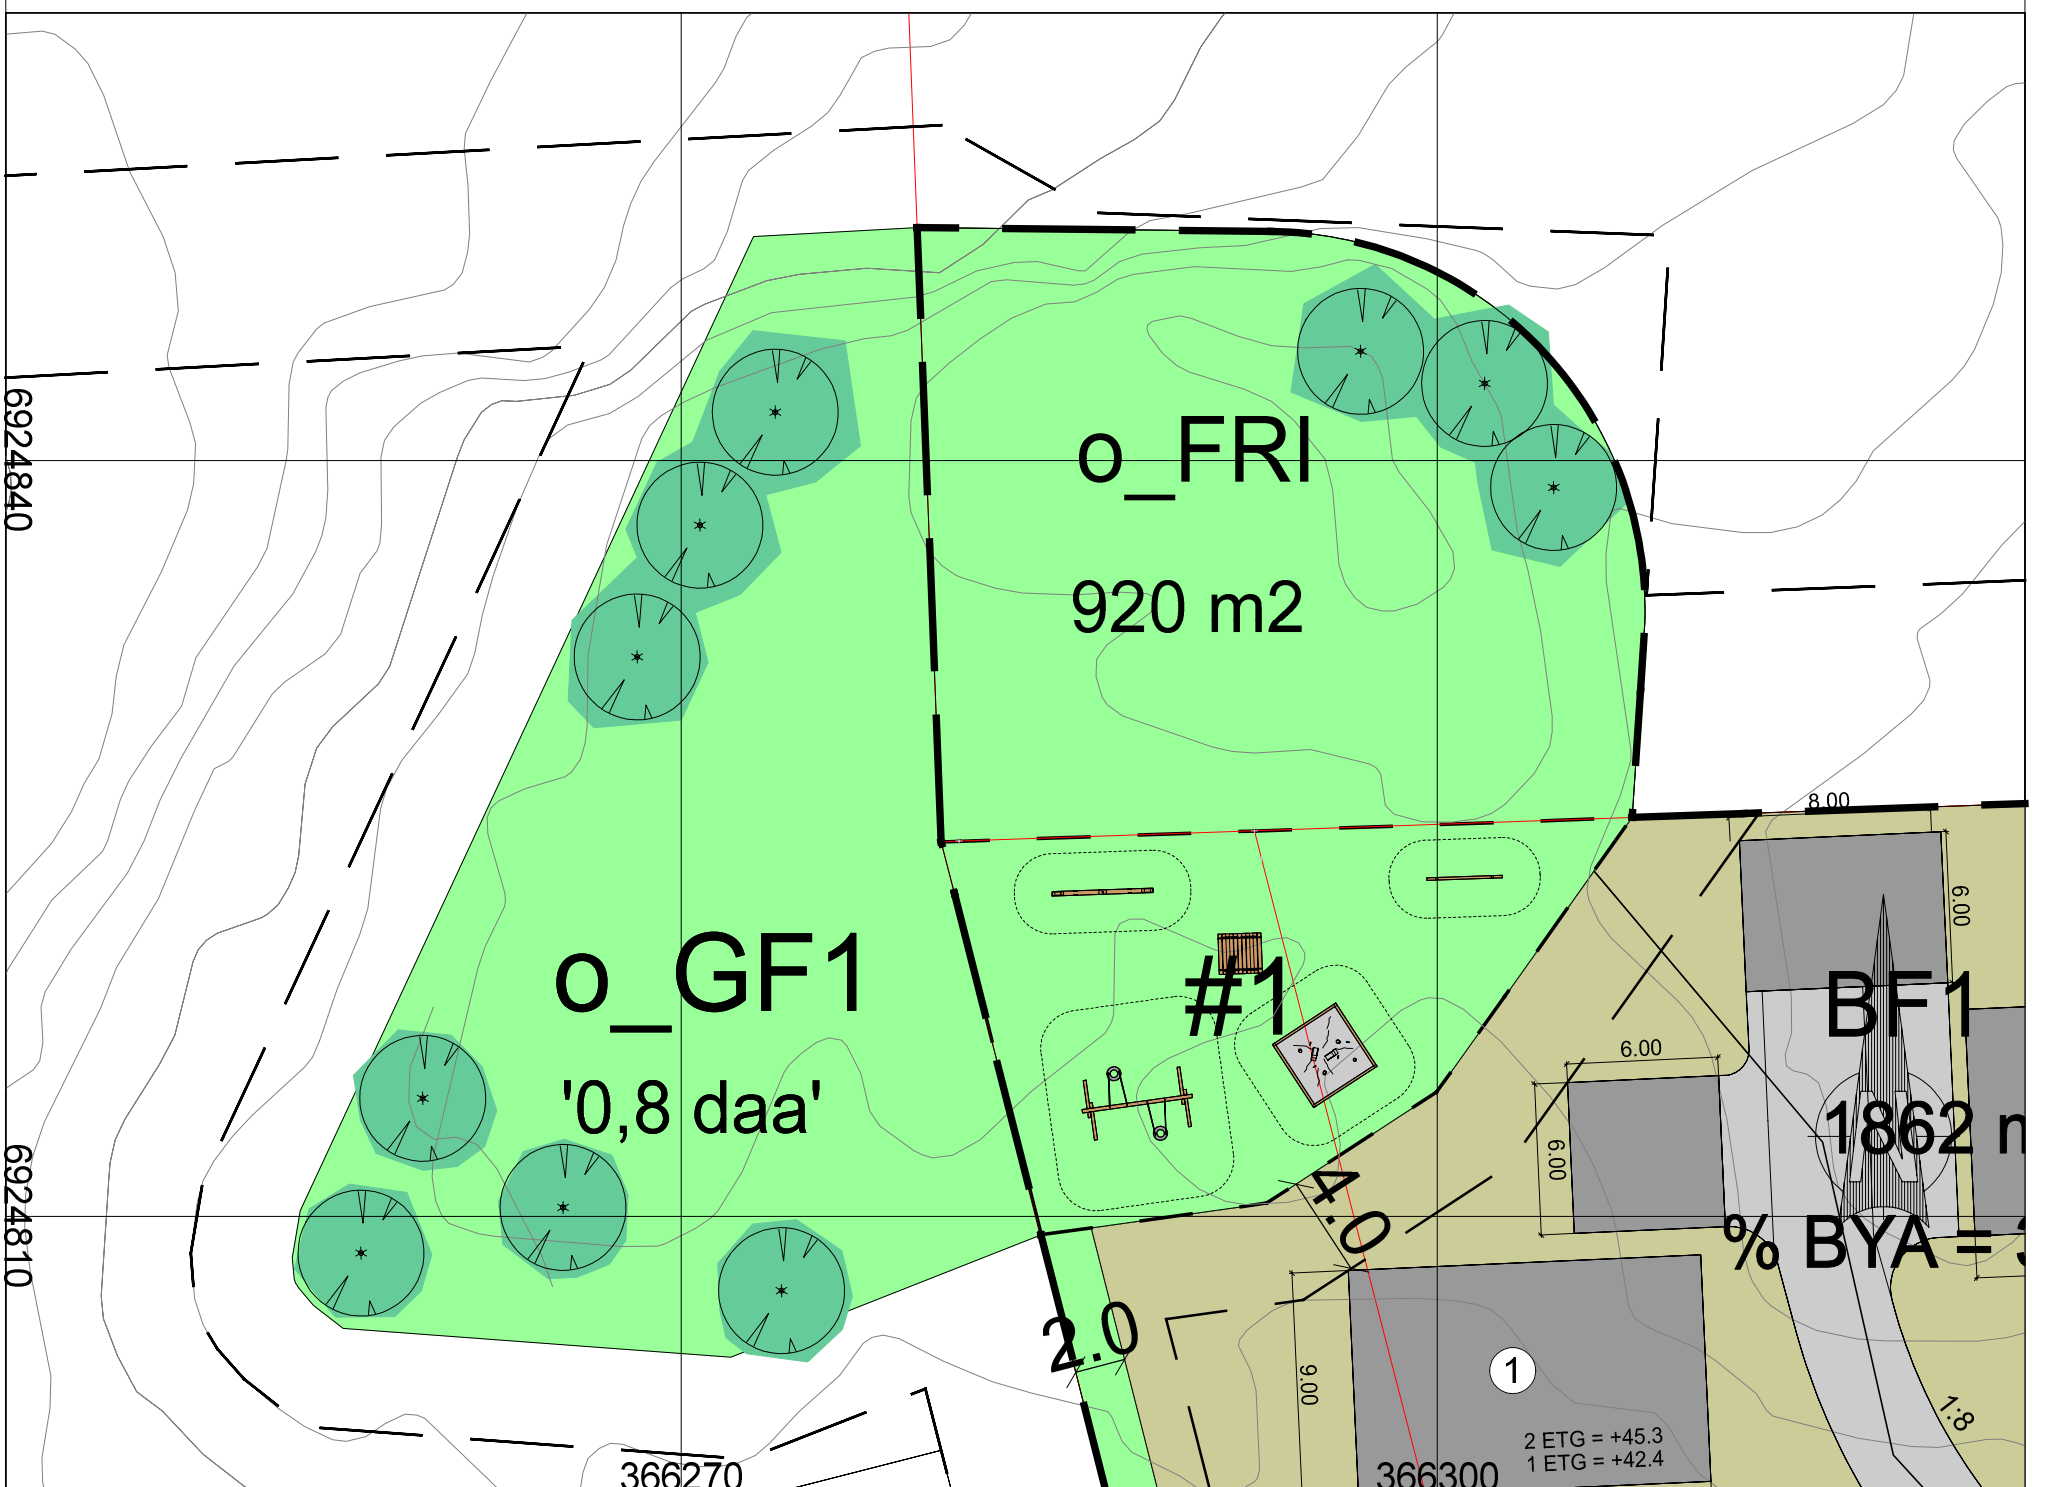 o_FRI
920 m2
6924840
8.00
6.00
o_GF1
#1
BF1
'0,8 daa'
6.00
6.00
1862
6924810
4.0
% BYA =
2.0
9.00
1
1:8
2 ETG = +45.3
1 ETG = +42.4
366270
366300